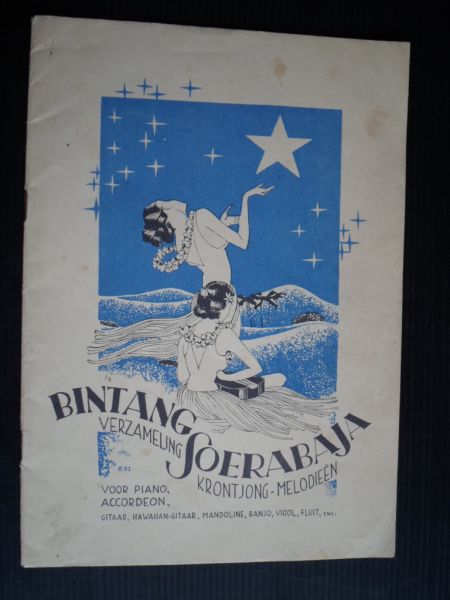 BINTANG
VERZAMELING SOERABAJA
KRONTJONG-MELODIEEN
VOOR PIANO,
ACCORDEON,
GITAAR, HAWAIIAN-GITAAR, MANDOLINE, BANJO, VIOOL, FLUIT, ENZ.